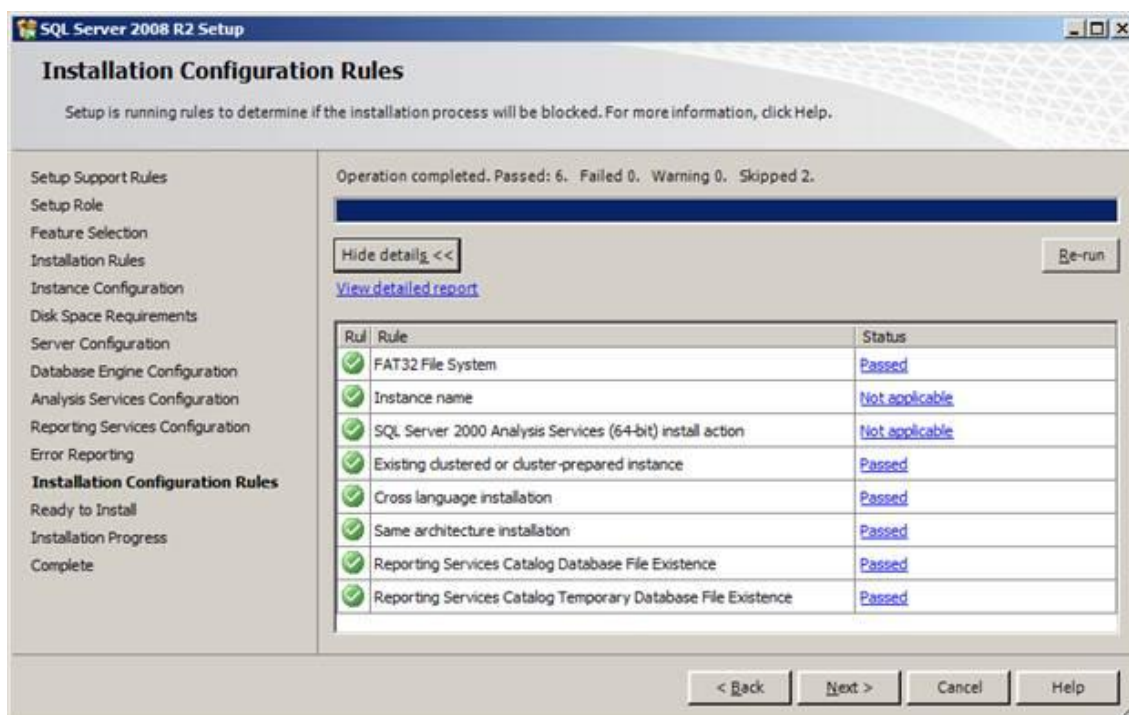 SQL Server 2008 R2 Setup
Installation Configuration Rules
Setup is running rules to determine if the installation process will be blocked. For more information, click Help.
Setup Support Rules
Setup Role
Feature Selection
Installation Rules
Instance Configuration
Disk Space Requirements
Server Configuration
Database Engine Configuration
Analysis Services Configuration
Reporting Services Configuration
Error Reporting
Installation Configuration Rules
Ready to Install
Installation Progress
Complete
Operation completed. Passed: 6. Failed 0. Warning 0. Skipped 2.
Hide details <<
Re-run
View detailed report
Rul Rule Status
FAT32 File System Passed
Instance name Not applicable
SQL Server 2000 Analysis Services (64-bit) install action Not applicable
Existing clustered or cluster-prepared instance Passed
Cross language installation Passed
Same architecture installation Passed
Reporting Services Catalog Database File Existence Passed
Reporting Services Catalog Temporary Database File Existence Passed
< Back Next > Cancel Help